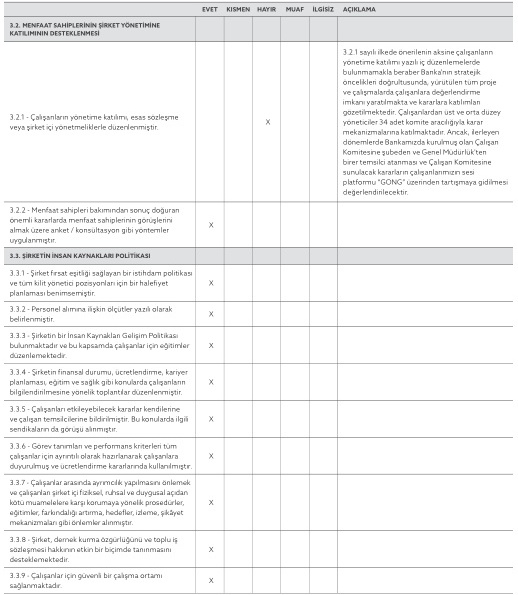 EVET KISMEN HAYIR MUAF İLGİSİZ AÇIKLAMA
3.2. MENFAAT SAHİPLERİNİN ŞİRKET YÖNETİMİNE
KATILIMININ DESTEKLENMESİ
3.2.1 - Çalışanların yönetime katılımı, esas sözleşme
veya şirket içi yönetmeliklerle düzenlenmiştir.
X
3.2.1 sayılı ilkede önerilenin aksine çalışanların
yönetime katılımı yazılı iç düzenlemelerde
bulunmamakla beraber Banka'nın stratejik
öncelikleri doğrultusunda, yürütülen tüm proje
ve çalışmalarda çalışanlara değerlendirme
imkanı yaratılmakta ve kararlara katılımları
gözetilmektedir. Çalışanlardan üst ve orta düzey
yöneticiler 34 adet komite aracılığıyla karar
mekanizmalarına katılmaktadır. Ancak, ilerleyen
dönemlerde Bankamızda kurulmuş olan Çalışan
Komitesine şubeden ve Genel Müdürlük'ten
birer temsilci atanması ve Çalışan Komitesine
sunulacak kararların çalışanlarımızın sesi
platformu "GONG" üzerinden tartışmaya gidilmesi
değerlendirilecektir.
3.2.2 - Menfaat sahipleri bakımından sonuç doğuran
önemli kararlarda menfaat sahiplerinin görüşlerini
almak üzere anket / konsültasyon gibi yöntemler
uygulanmıştır.
X
3.3. ŞİRKETİN İNSAN KAYNAKLARI POLİTİKASI
3.3.1 - Şirket fırsat eşitliği sağlayan bir istihdam politikası
ve tüm kilit yönetici pozisyonları için bir halefiyet
planlaması benimsemiştir.
X
3.3.2 - Personel alımına ilişkin ölçütler yazılı olarak
belirlenmiştir.
X
3.3.3 - Şirketin bir İnsan Kaynakları Gelişim Politikası
bulunmaktadır ve bu kapsamda çalışanlar için eğitimler
düzenlemektedir.
X
3.3.4 - Şirketin finansal durumu, ücretlendirme, kariyer
planlaması, eğitim ve sağlık gibi konularda çalışanların
bilgilendirilmesine yönelik toplantılar düzenlenmiştir.
X
3.3.5 - Çalışanları etkileyebilecek kararlar kendilerine
ve çalışan temsilcilerine bildirilmiştir. Bu konularda ilgili
sendikaların da görüşü alınmıştır.
X
3.3.6 - Görev tanımları ve performans kriterleri tüm
çalışanlar için ayrıntılı olarak hazırlanarak çalışanlara
duyurulmuş ve ücretlendirme kararlarında kullanılmıştır.
X
3.3.7 - Çalışanlar arasında ayrımcılık yapılmasını önlemek
ve çalışanları şirket içi fiziksel, ruhsal ve duygusal açıdan
kötü muamelelere karşı korumaya yönelik prosedürler,
eğitimler, farkındalığı artırma, hedefler, izleme, şikâyet
mekanizmaları gibi önlemler alınmıştır.
X
3.3.8 - Şirket, dernek kurma özgürlüğünü ve toplu iş
sözleşmesi hakkının etkin bir biçimde tanınmasını
desteklemektedir.
X
3.3.9 - Çalışanlar için güvenli bir çalışma ortamı
sağlanmaktadır.
X